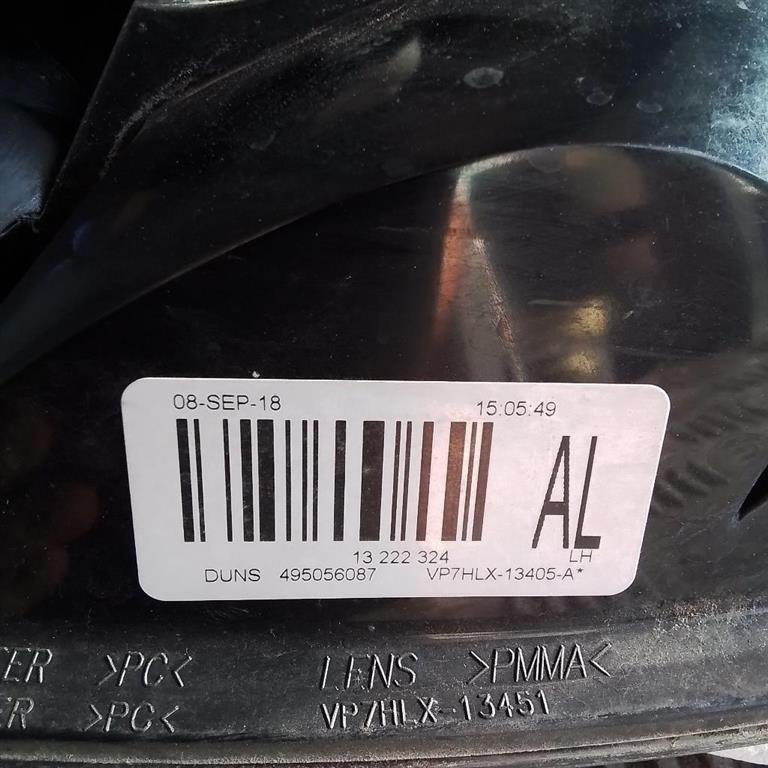 08-SEP-18 15:05:49
AL
13 222 324 LH
DUNS 495056087 VP7HLX-13405-A*
>PC< LENS >PMMA<
>PC< VP7HLX-13451